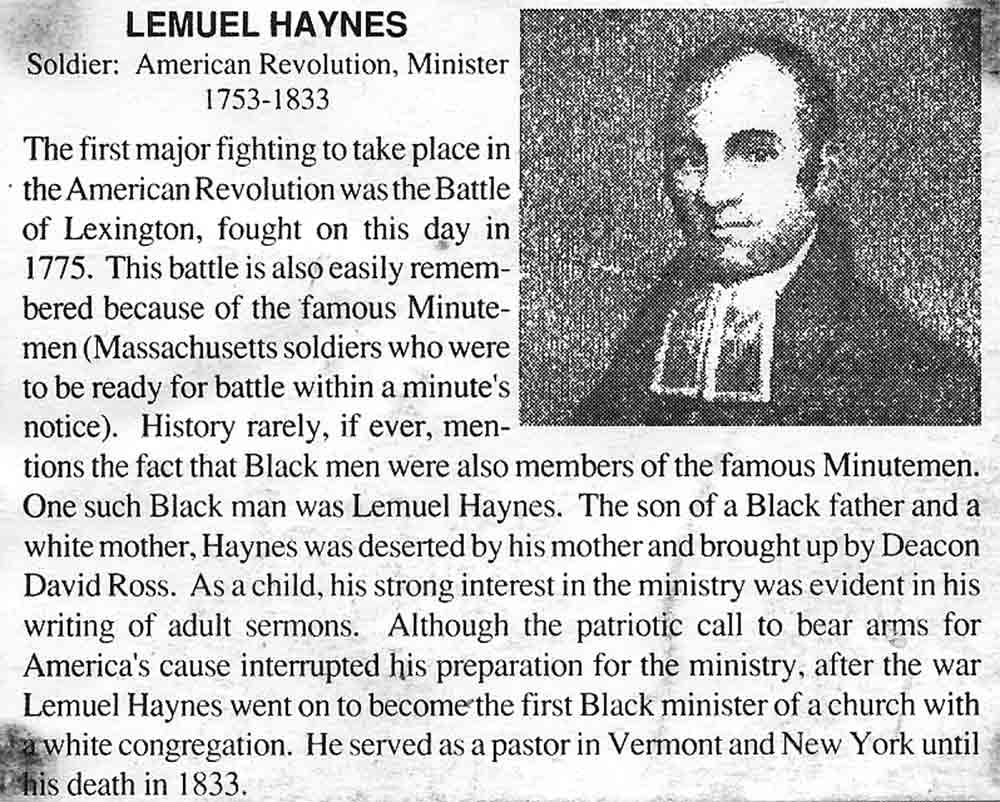 LEMUEL HAYNES
Soldier: American Revolution, Minister
1753-1833
The first major fighting to take place in
the American Revolution was the Battle
of Lexington, fought on this day in
1775. This battle is also easily remem-
bered because of the famous Minute-
men (Massachusetts soldiers who were
to be ready for battle within a minute's
notice). History rarely, if ever, men-
tions the fact that Black men were also members of the famous Minutemen.
One such Black man was Lemuel Haynes. The son of a Black father and a
white mother, Haynes was deserted by his mother and brought up by Deacon
David Ross. As a child, his strong interest in the ministry was evident in his
writing of adult sermons. Although the patriotic call to bear arms for
America's cause interrupted his preparation for the ministry, after the war
Lemuel Haynes went on to become the first Black minister of a church with
a white congregation. He served as a pastor in Vermont and New York until
his death in 1833.